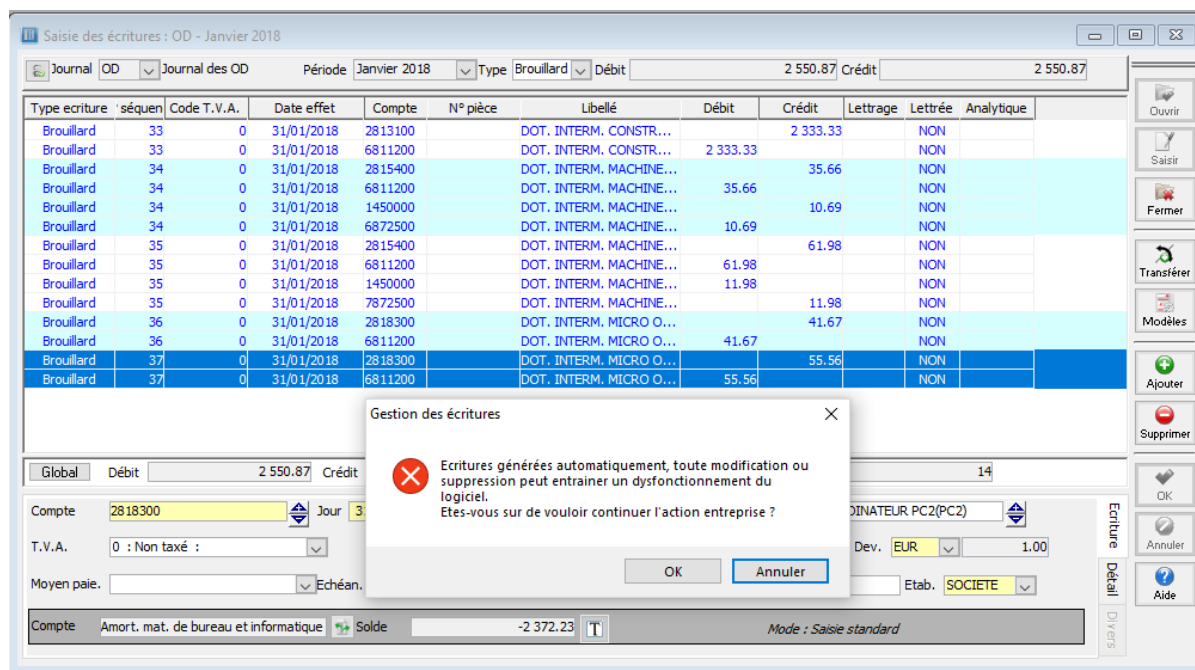 Saisie des écritures : OD - Janvier 2018
Journal OD Journal des OD Période Janvier 2018 Type Brouillard Débit 2 550.87 Crédit 2 550.87
Type ecriture séquen Code T.V.A. Date effet Compte N° pièce Libellé Débit Crédit Lettrage Lettrée Analytique
Brouillard 33 0 31/01/2018 2813100 DOT. INTERM. CONSTR... 2 333.33 NON
Brouillard 33 0 31/01/2018 6811200 DOT. INTERM. CONSTR... 2 333.33 NON
Brouillard 34 0 31/01/2018 2815400 DOT. INTERM. MACHINE... 35.66 NON
Brouillard 34 0 31/01/2018 6811200 DOT. INTERM. MACHINE... 35.66 NON
Brouillard 34 0 31/01/2018 1450000 DOT. INTERM. MACHINE... 10.69 NON
Brouillard 34 0 31/01/2018 6872500 DOT. INTERM. MACHINE... 10.69 NON
Brouillard 35 0 31/01/2018 2815400 DOT. INTERM. MACHINE... 61.98 NON
Brouillard 35 0 31/01/2018 6811200 DOT. INTERM. MACHINE... 61.98 NON
Brouillard 35 0 31/01/2018 1450000 DOT. INTERM. MACHINE... 11.98 NON
Brouillard 35 0 31/01/2018 7872500 DOT. INTERM. MACHINE... 11.98 NON
Brouillard 36 0 31/01/2018 2818300 DOT. INTERM. MICRO O... 41.67 NON
Brouillard 36 0 31/01/2018 6811200 DOT. INTERM. MICRO O... 41.67 NON
Brouillard 37 0 31/01/2018 2818300 DOT. INTERM. MICRO O... 55.56 NON
Brouillard 37 0 31/01/2018 6811200 DOT. INTERM. MICRO O... 55.56 NON
Gestion des écritures
Ecritures générées automatiquement, toute modification ou
suppression peut entrainer un dysfonctionnement du
logiciel.
Etes-vous sur de vouloir continuer l'action entreprise ?
OK Annuler
Global Débit 2 550.87 Crédit 14
Compte 2818300 Jour 3 DINATEUR PC2(PC2)
T.V.A. 0 : Non taxé : Dev. EUR 1.00
Moyen paie. Echéan. Etab. SOCIETE
Compte Amort. mat. de bureau et informatique Solde -2 372.23 T Mode : Saisie standard
Ecriture
Détail
Divers
Ouvrir
Saisir
Fermer
Transférer
Modèles
Ajouter
Supprimer
OK
Annuler
Aide